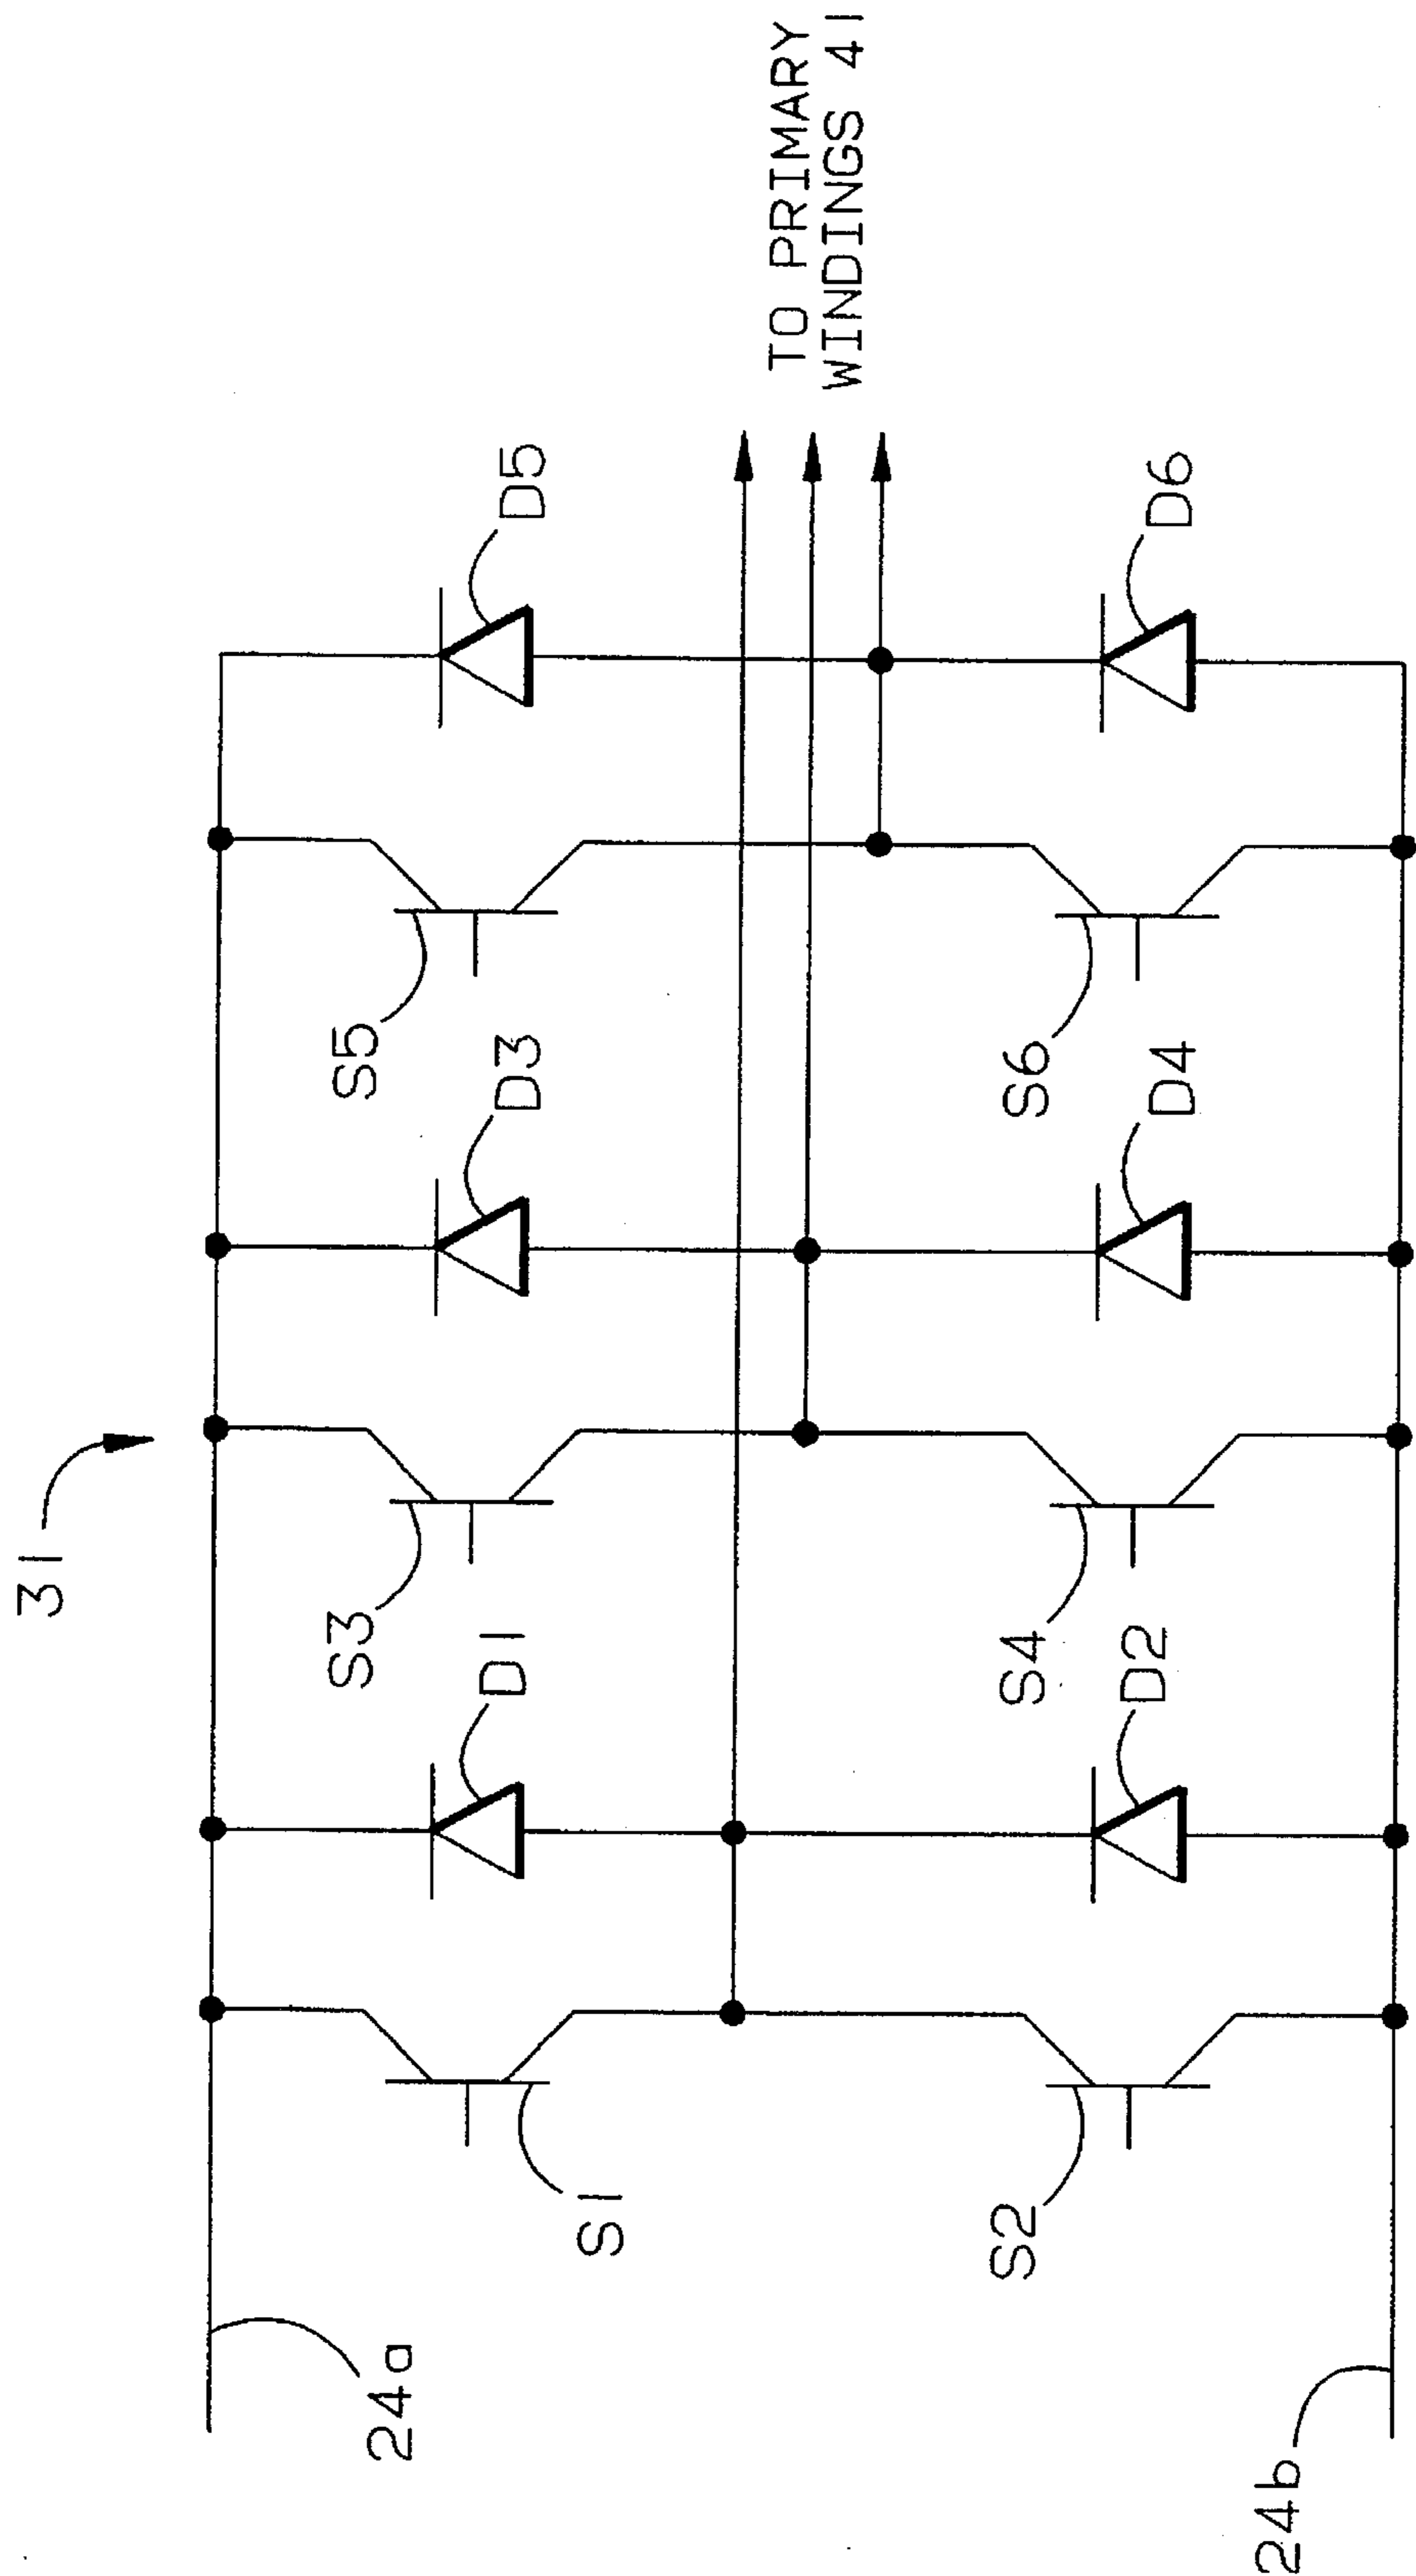 31
24a
S1
D1
S3
D3
S5
D5
TO PRIMARY
WINDINGS 41
S2
D2
S4
D4
S6
D6
24b